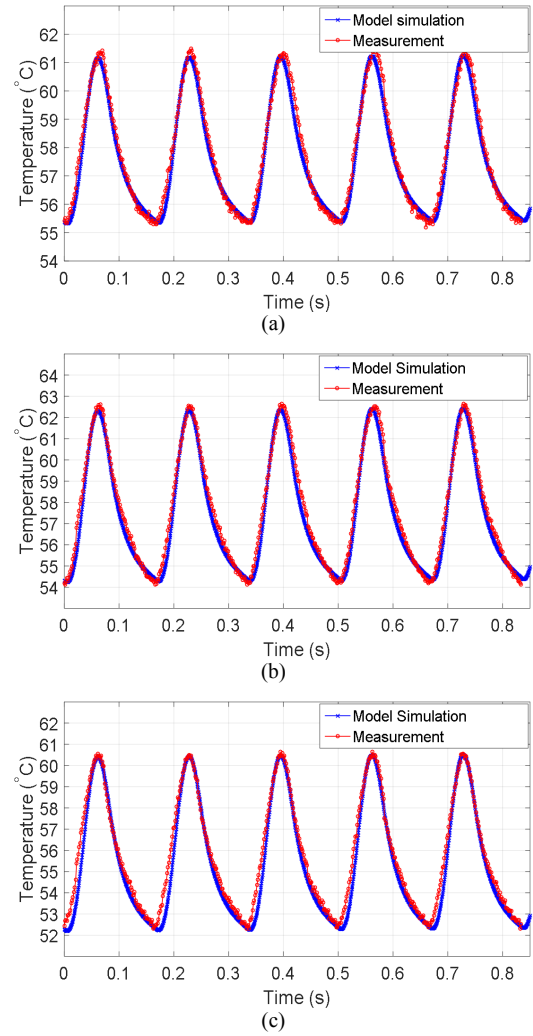 62
61
60
59
58
57
56
55
54
Temperature (°C)
Model simulation
Measurement
0 0.1 0.2 0.3 0.4 0.5 0.6 0.7 0.8
Time (s)
(a)
64
63
62
61
60
59
58
57
56
55
54
Temperature (°C)
Model Simulation
Measurement
0 0.1 0.2 0.3 0.4 0.5 0.6 0.7 0.8
Time (s)
(b)
62
61
60
59
58
57
56
55
54
53
52
Temperature (°C)
Model Simulation
Measurement
0 0.1 0.2 0.3 0.4 0.5 0.6 0.7 0.8
Time (s)
(c)